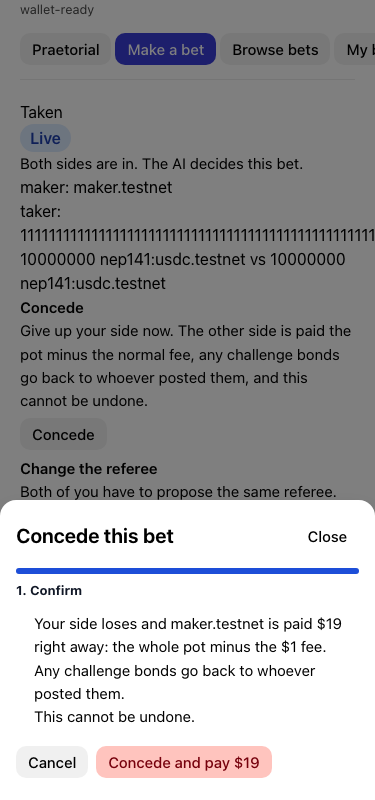 wallet-ready
Praetorial Make a bet Browse bets My b
Taken
Live
Both sides are in. The AI decides this bet.
maker: maker.testnet
taker:
10000000 nep141:usdc.testnet vs 10000000
nep141:usdc.testnet
Concede
Give up your side now. The other side is paid the
pot minus the normal fee, any challenge bonds
go back to whoever posted them, and this
cannot be undone.
Concede
Change the referee
Both of you have to propose the same referee.
Concede this bet
Close
1. Confirm
Your side loses and maker.testnet is paid $19
right away: the whole pot minus the $1 fee.
Any challenge bonds go back to whoever
posted them.
This cannot be undone.
Cancel Concede and pay $19